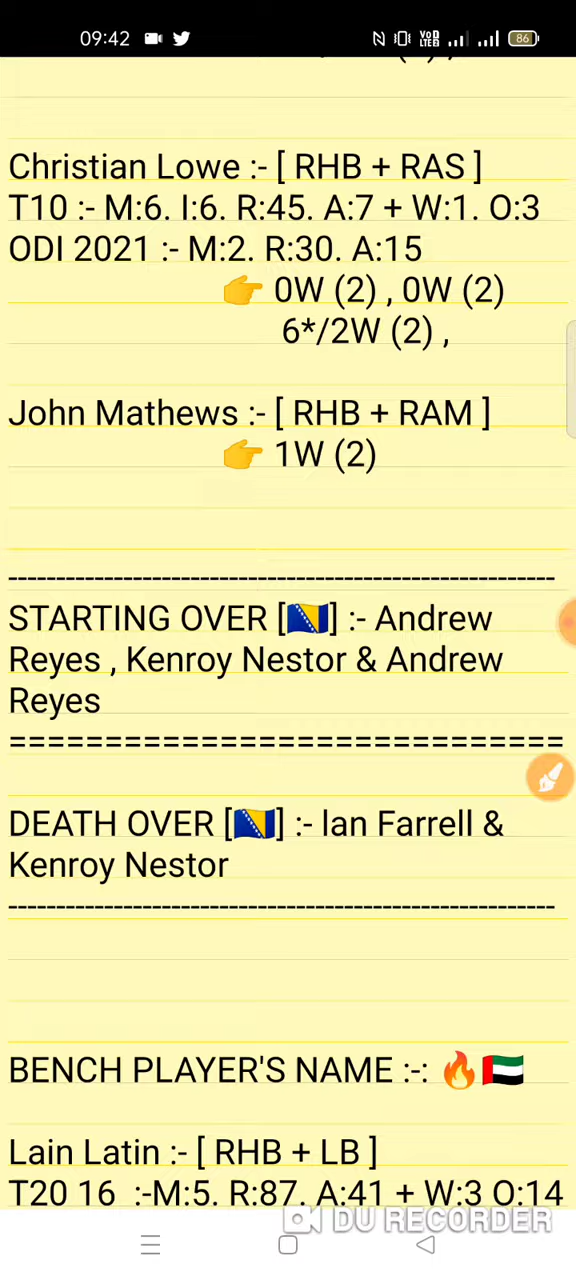 09:42
VoD LTE2 86
Christian Lowe :- [ RHB + RAS ]
T10 :- M:6. I:6. R:45. A:7 + W:1. O:3
ODI 2021 :- M:2. R:30. A:15
👉 0W (2) , 0W (2)
6*/2W (2) ,
John Mathews :- [ RHB + RAM ]
👉 1W (2)
---------------------------------------------------------
STARTING OVER [🇧🇦] :- Andrew
Reyes , Kenroy Nestor & Andrew
Reyes
==============================
DEATH OVER [🇧🇦] :- Ian Farrell &
Kenroy Nestor
---------------------------------------------------------
BENCH PLAYER'S NAME :-: 🔥🇦🇪
Lain Latin :- [ RHB + LB ]
T20 16 :-M:5. R:87. A:41 + W:3 O:14
DU RECORDER